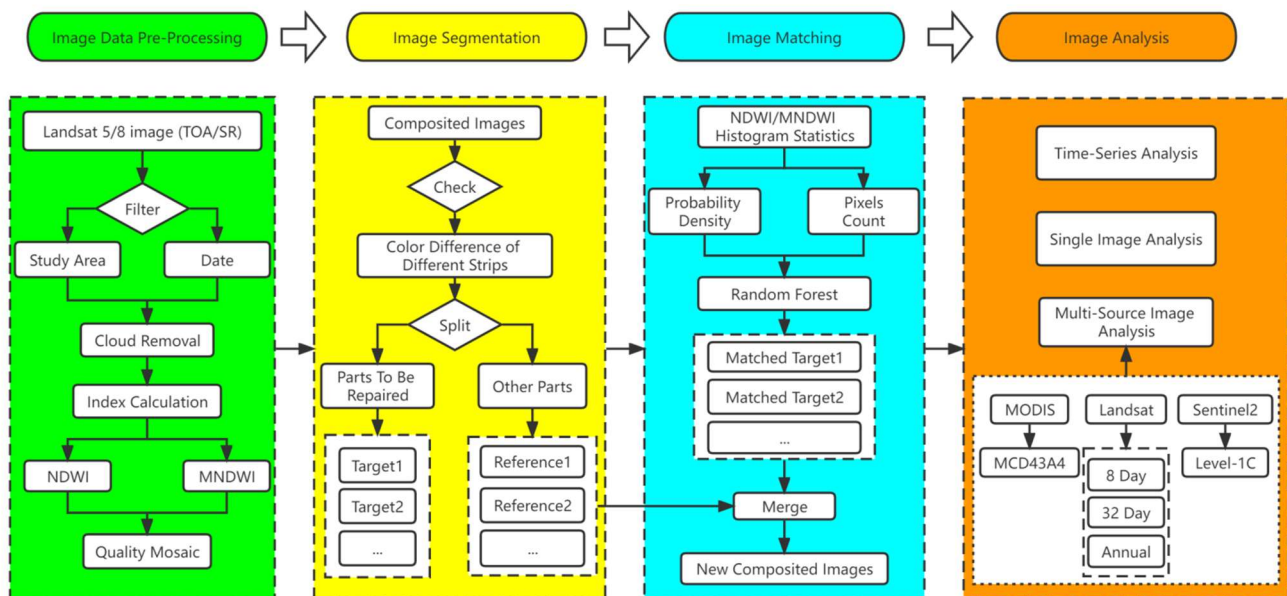 Image Data Pre-Processing
Image Segmentation
Image Matching
Image Analysis
Landsat 5/8 image (TOA/SR)
Filter
Study Area
Date
Cloud Removal
Index Calculation
NDWI
MNDWI
Quality Mosaic
Composited Images
Check
Color Difference of
Different Strips
Split
Parts To Be
Repaired
Other Parts
Target1
Target2
...
Reference1
Reference2
...
NDWI/MNDWI
Histogram Statistics
Probability
Density
Pixels
Count
Random Forest
Matched Target1
Matched Target2
...
Merge
New Composited Images
Time-Series Analysis
Single Image Analysis
Multi-Source Image
Analysis
MODIS
Landsat
Sentinel2
MCD43A4
8 Day
32 Day
Annual
Level-1C